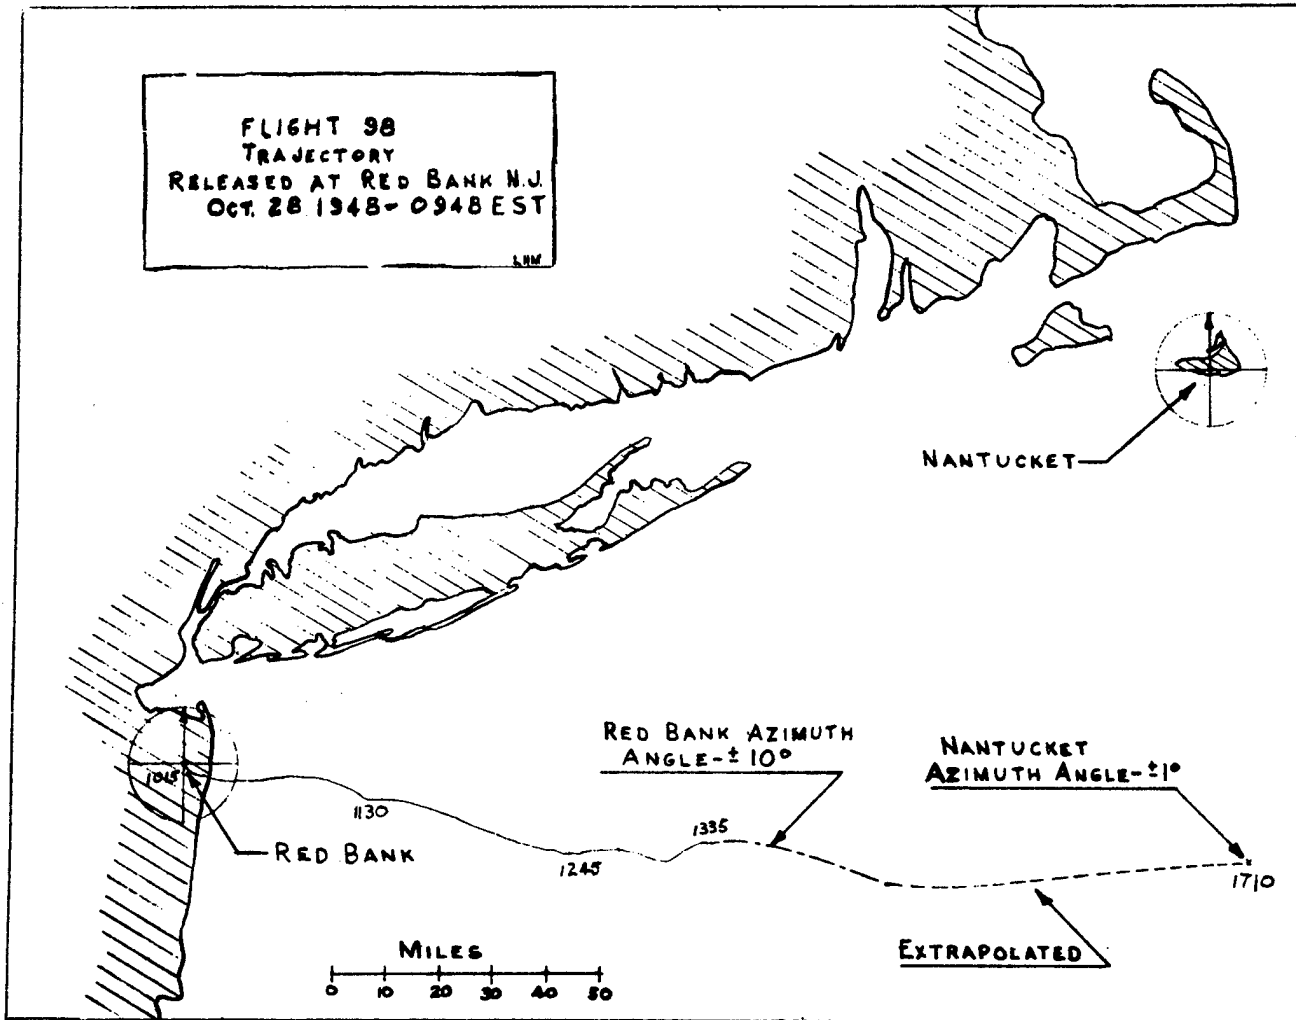 FLIGHT 98
TRAJECTORY
RELEASED AT RED BANK N.J.
OCT. 28 1948- 0948 EST
LHM
NANTUCKET
RED BANK AZIMUTH
ANGLE-±10°
NANTUCKET
AZIMUTH ANGLE-±1°
1015
1130
1245
1335
1710
RED BANK
EXTRAPOLATED
MILES
0 10 20 30 40 50